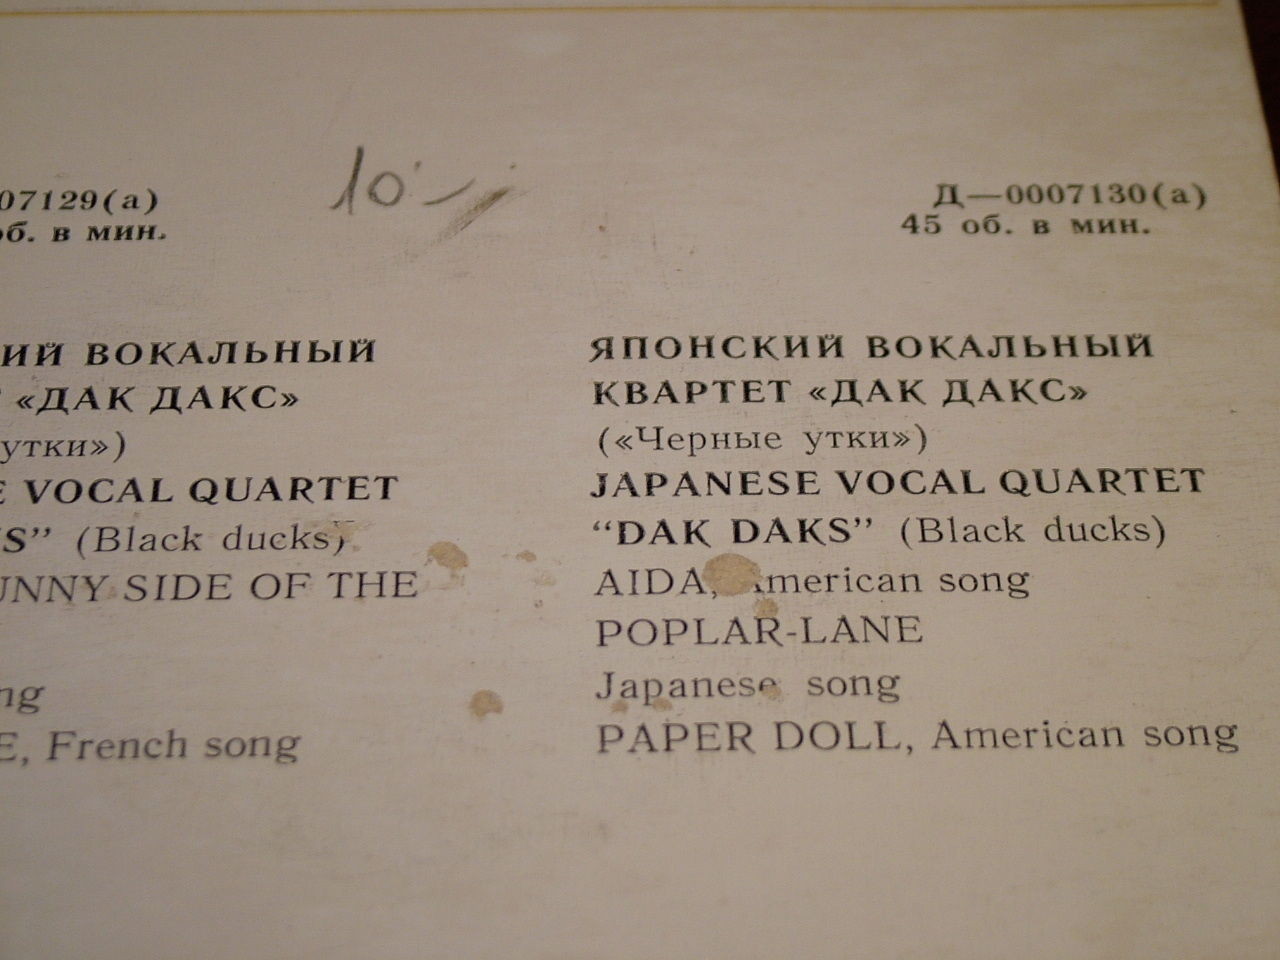 07129(а)
об. в мин.
10.-
ИЙ ВОКАЛЬНЫЙ
«ДАК ДАКС»
утки»)
VOCAL QUARTET
S” (Black ducks)
UNNY SIDE OF THE
ng
E, French song
Д—0007130(а)
45 об. в мин.
ЯПОНСКИЙ ВОКАЛЬНЫЙ
КВАРТЕТ «ДАК ДАКС»
(«Черные утки»)
JAPANESE VOCAL QUARTET
“DAK DAKS” (Black ducks)
AIDA, American song
POPLAR-LANE
Japanese song
PAPER DOLL, American song